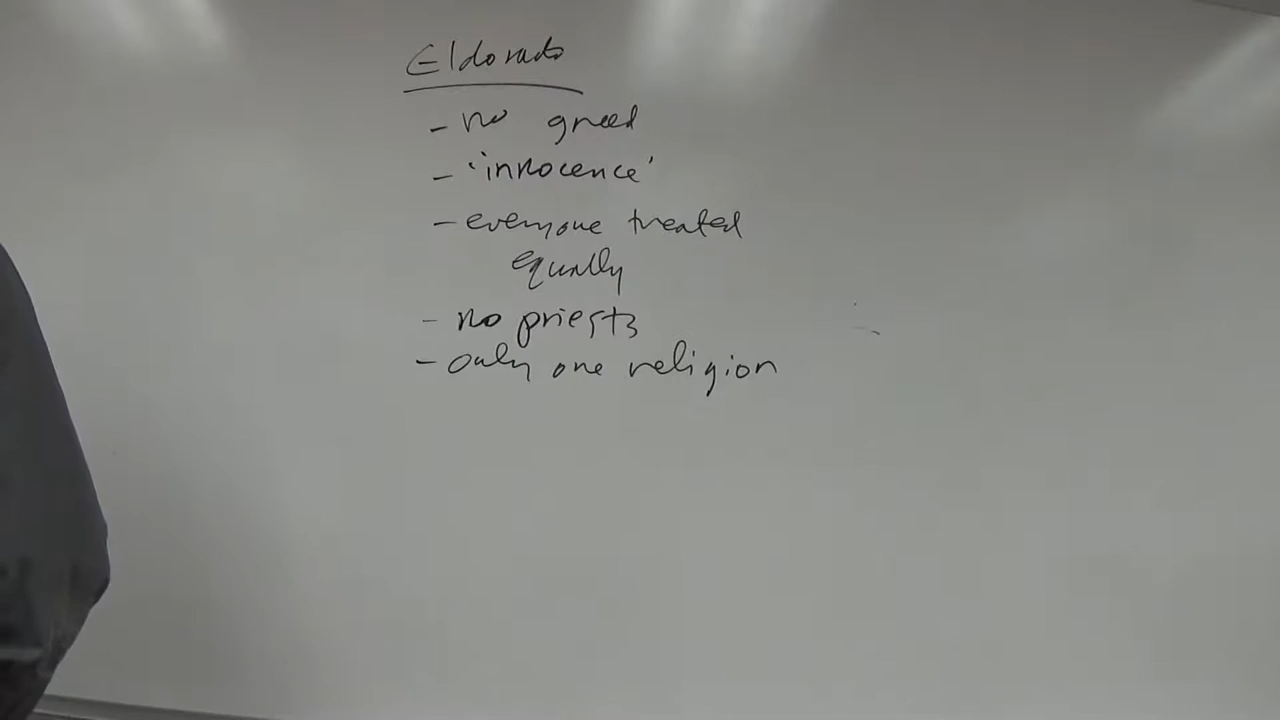 Eldorado
- no greed
- 'innocence'
- everyone treated
equally
- no priests
- only one religion